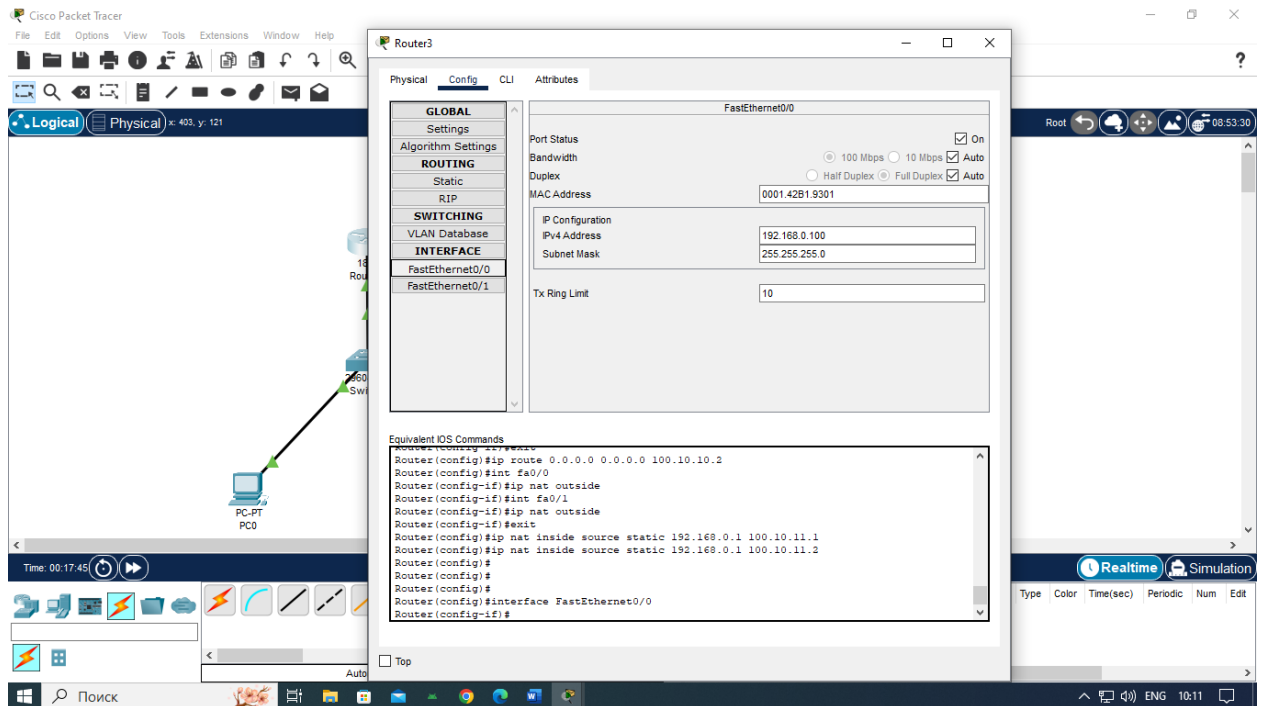 Cisco Packet Tracer
File Edit Options View Tools Extensions Window Help
?
Logical Physical x: 403, y: 121
Root 08:53:30
Router3
Physical Config CLI Attributes
GLOBAL
Settings
Algorithm Settings
ROUTING
Static
RIP
SWITCHING
VLAN Database
INTERFACE
FastEthernet0/0
FastEthernet0/1
FastEthernet0/0
Port Status On
Bandwidth 100 Mbps 10 Mbps Auto
Duplex Half Duplex Full Duplex Auto
MAC Address 0001.42B1.9301
IP Configuration
IPv4 Address 192.168.0.100
Subnet Mask 255.255.255.0
Tx Ring Limit 10
Equivalent IOS Commands
Router(config-if)#exit
Router(config)#ip route 0.0.0.0 0.0.0.0 100.10.10.2
Router(config)#int fa0/0
Router(config-if)#ip nat outside
Router(config-if)#int fa0/1
Router(config-if)#ip nat outside
Router(config-if)#exit
Router(config)#ip nat inside source static 192.168.0.1 100.10.11.1
Router(config)#ip nat inside source static 192.168.0.1 100.10.11.2
Router(config)#
Router(config)#
Router(config)#
Router(config)#interface FastEthernet0/0
Router(config-if)#
Top
18
Rou
2960
Swi
PC-PT
PC0
Time: 00:17:45
Realtime Simulation
Type Color Time(sec) Periodic Num Edit
Auto
Поиск
ENG 10:11